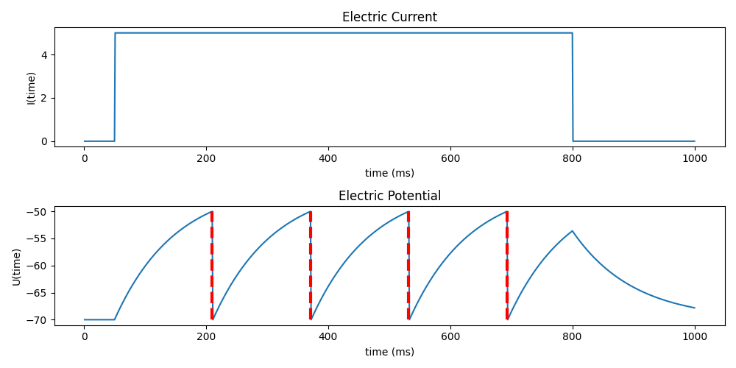 Electric Current
4
2
0
I(time)
0 200 400 600 800 1000
time (ms)
Electric Potential
-50
-55
-60
-65
-70
U(time)
0 200 400 600 800 1000
time (ms)